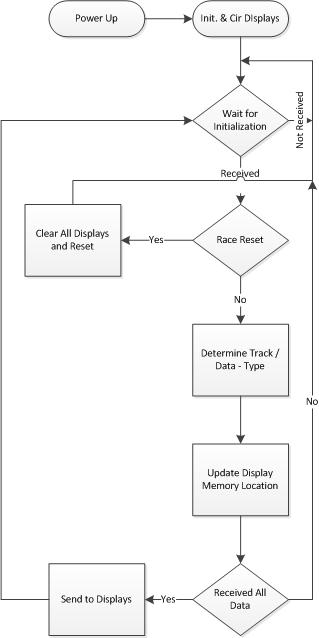 Power Up
Init. & Clr Displays
Wait for
Initialization
Not Received
Received
Clear All Displays
and Reset
Yes
Race Reset
No
Determine Track /
Data - Type
No
Update Display
Memory Location
Send to Displays
Yes
Received All
Data